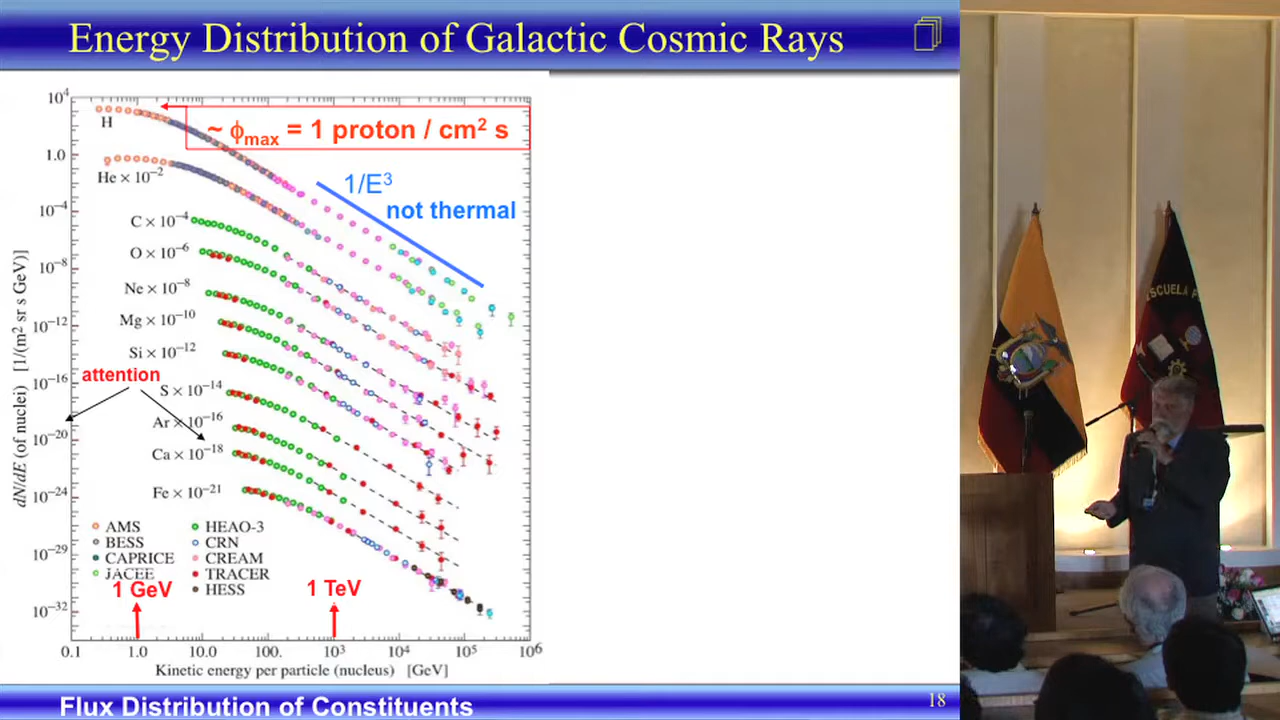 Energy Distribution of Galactic Cosmic Rays
10⁴
H
~ ϕmax = 1 proton / cm² s
1.0
He × 10⁻²
1/E³
not thermal
10⁻⁴
C × 10⁻⁴
O × 10⁻⁶
10⁻⁸
Ne × 10⁻⁸
Mg × 10⁻¹⁰
10⁻¹²
Si × 10⁻¹²
attention
10⁻¹⁶
S × 10⁻¹⁴
Ar × 10⁻¹⁶
10⁻²⁰
Ca × 10⁻¹⁸
Fe × 10⁻²¹
10⁻²⁴
dN/dE (of nuclei) [1/(m² sr s GeV)]
AMS
BESS
CAPRICE
JACEE
HEAO-3
CRN
CREAM
TRACER
HESS
10⁻²⁹
1 GeV
1 TeV
10⁻³²
0.1 1.0 10.0 100. 10³ 10⁴ 10⁵ 10⁶
Kinetic energy per particle (nucleus) [GeV]
Flux Distribution of Constituents
18
ESCUELA P